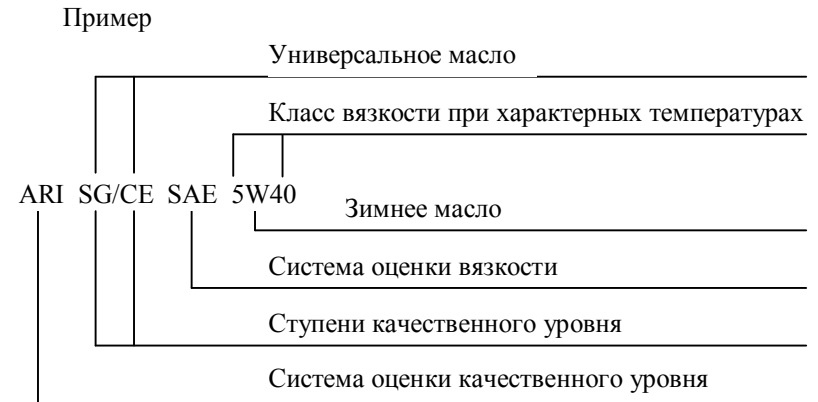 Пример
Универсальное масло
Класс вязкости при характерных температурах
ARI SG/CE SAE 5W40
Зимнее масло
Система оценки вязкости
Ступени качественного уровня
Система оценки качественного уровня